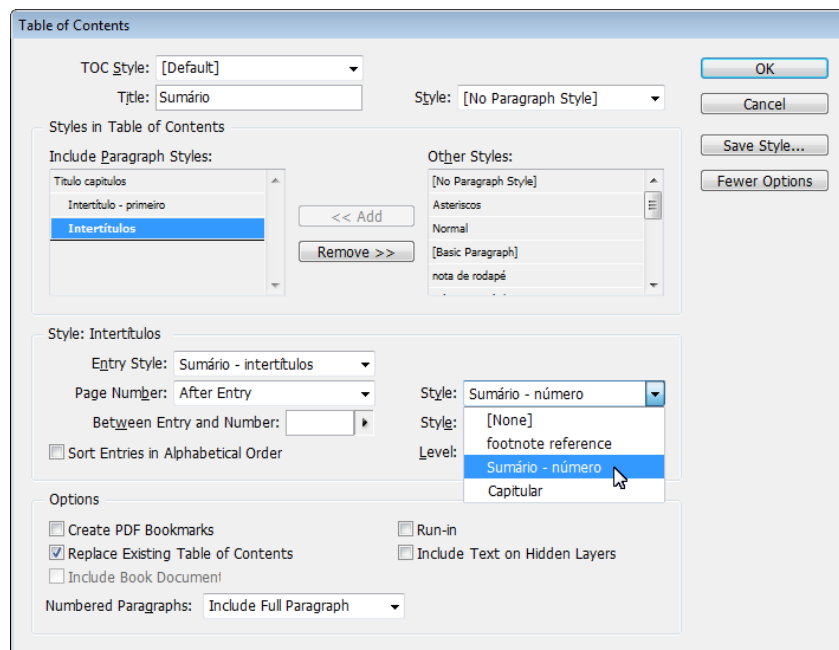 Table of Contents
TOC Style: [Default]
OK
Title: Sumário Style: [No Paragraph Style]
Cancel
Styles in Table of Contents
Save Style...
Include Paragraph Styles: Other Styles:
Fewer Options
Titulo capitulos [No Paragraph Style]
Intertítulo - primeiro Asteriscos
<< Add
Intertítulos Normal
Remove >> [Basic Paragraph]
nota de rodapé
Style: Intertítulos
Entry Style: Sumário - intertítulos
Page Number: After Entry Style: Sumário - número
Between Entry and Number: Style: [None]
footnote reference
Sort Entries in Alphabetical Order Level:
Sumário - número
Capitular
Options
Create PDF Bookmarks Run-in
Replace Existing Table of Contents Include Text on Hidden Layers
Include Book Document
Numbered Paragraphs: Include Full Paragraph